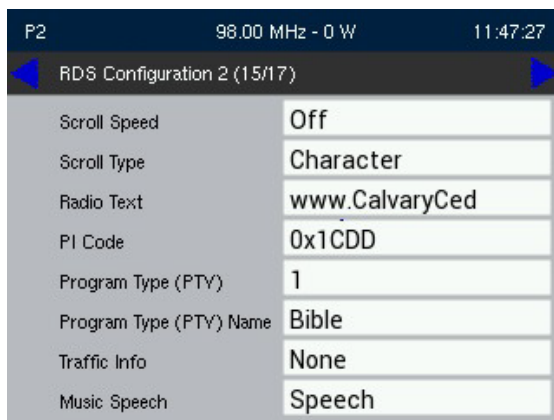 P2 98.00 MHz - 0 W 11:47:27
RDS Configuration 2 (15/17)
Scroll Speed Off
Scroll Type Character
Radio Text www.CalvaryCed
PI Code 0x1CDD
Program Type (PTY) 1
Program Type (PTY) Name Bible
Traffic Info None
Music Speech Speech